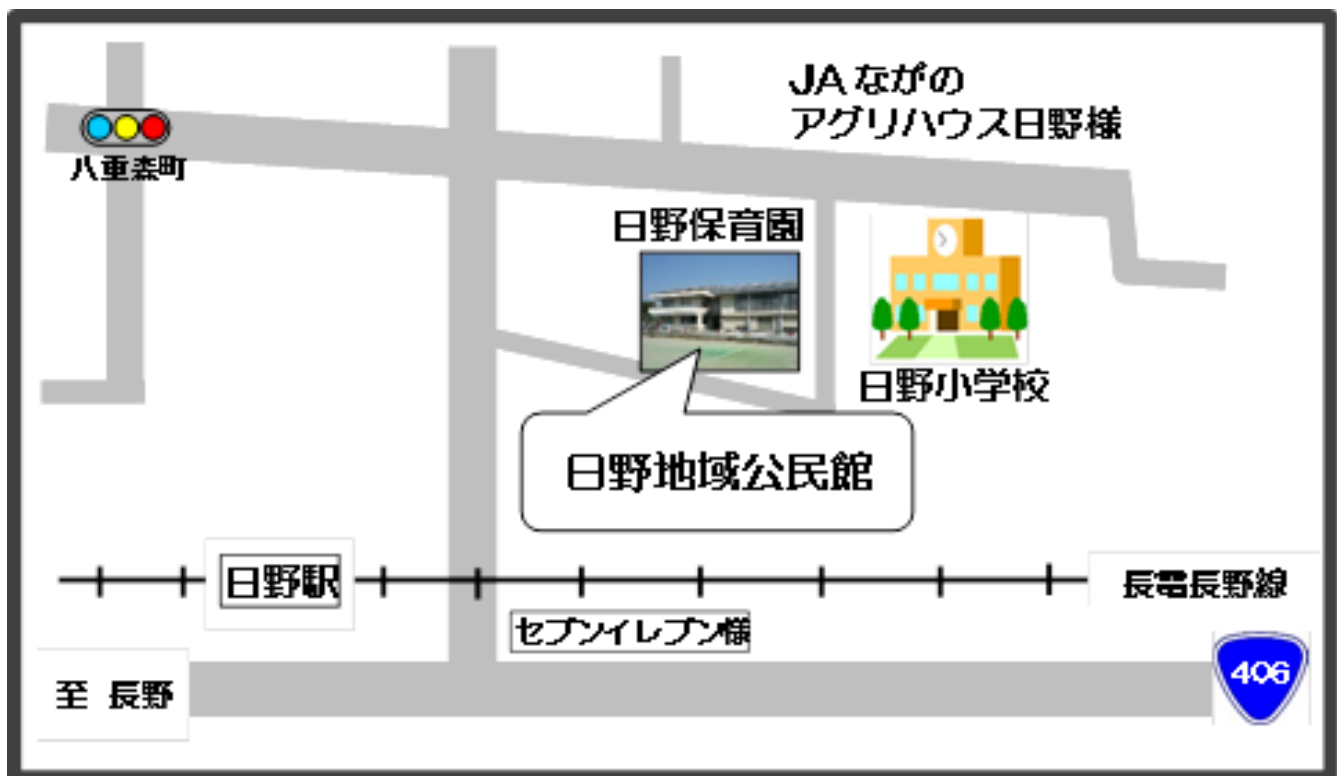 JAながの
アグリハウス日野様
八重森町
日野保育園
日野小学校
日野地域公民館
日野駅
長電長野線
セブンイレブン様
至 長野
406